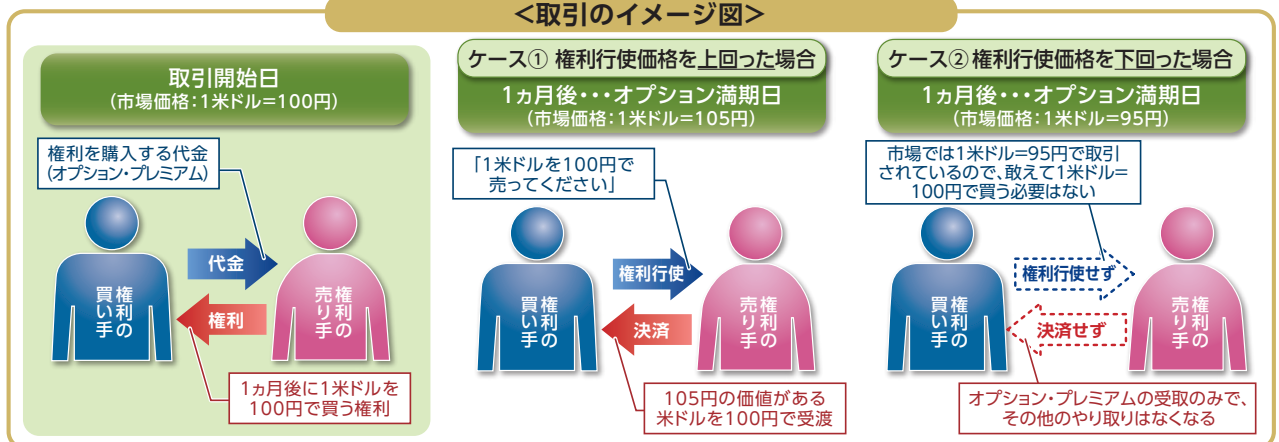 <取引のイメージ図>
取引開始日
(市場価格:1米ドル=100円)
権利を購入する代金
(オプション・プレミアム)
代金
権利
権利の
買い手
権利の
売り手
1ヵ月後に1米ドルを
100円で買う権利
ケース① 権利行使価格を上回った場合
1ヵ月後・・・オプション満期日
(市場価格:1米ドル=105円)
「1米ドルを100円で
売ってください」
権利行使
決済
権利の
買い手
権利の
売り手
105円の価値がある
米ドルを100円で受渡
ケース② 権利行使価格を下回った場合
1ヵ月後・・・オプション満期日
(市場価格:1米ドル=95円)
市場では1米ドル=95円で取引
されているので、敢えて1米ドル=
100円で買う必要はない
権利行使せず
決済せず
権利の
買い手
権利の
売り手
オプション・プレミアムの受取のみで、
その他のやり取りはなくなる